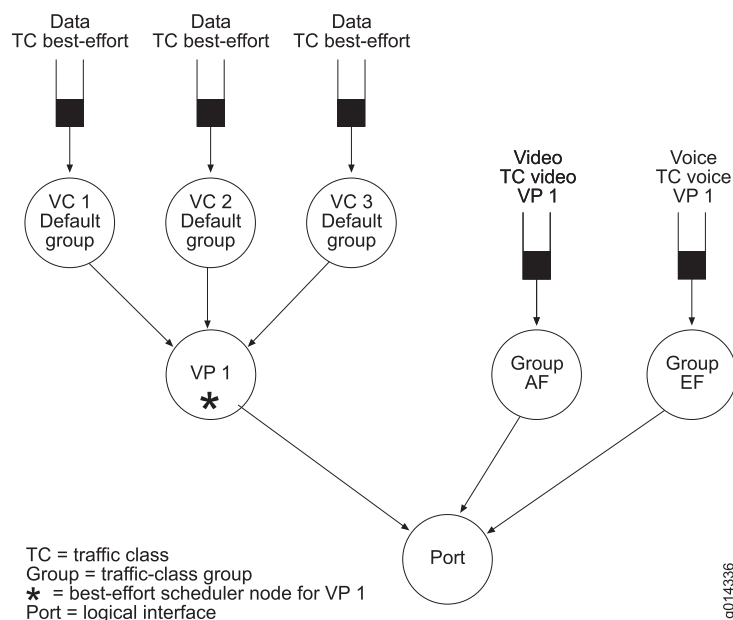 Data
TC best-effort
Data
TC best-effort
Data
TC best-effort
Video
TC video
VP 1
Voice
TC voice
VP 1
VC 1
Default
group
VC 2
Default
group
VC 3
Default
group
VP 1
*
Group
AF
Group
EF
Port
TC = traffic class
Group = traffic-class group
* = best-effort scheduler node for VP 1
Port = logical interface
g014336